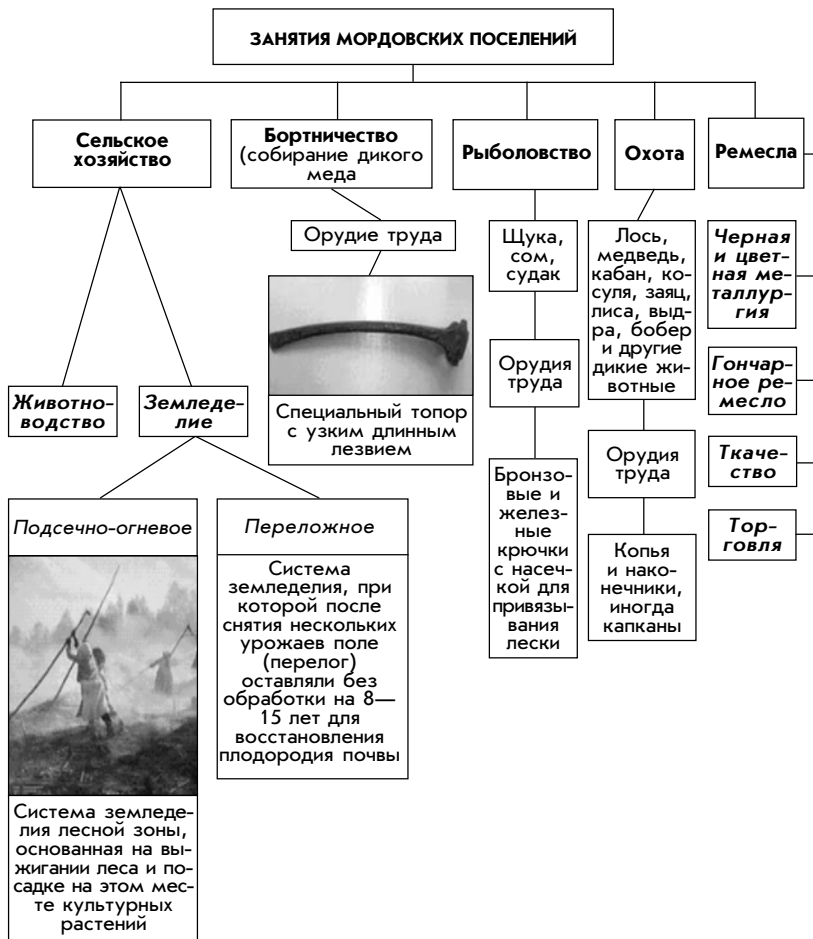 ЗАНЯТИЯ МОРДОВСКИХ ПОСЕЛЕНИЙ
Сельское
хозяйство
Бортничество
(собирание дикого
меда
Рыболовство
Охота
Ремесла
Орудие труда
Специальный топор
с узким длинным
лезвием
Щука,
сом,
судак
Орудия
труда
Бронзо-
вые и
желез-
ные
крючки
с насеч-
кой для
привязы-
вания
лески
Лось,
медведь,
кабан, ко-
суля, заяц,
лиса, выд-
ра, бобер
и другие
дикие жи-
вотные
Орудия
труда
Копья
и нако-
нечники,
иногда
капканы
Черная
и цвет-
ная ме-
таллур-
гия
Гончар-
ное ре-
месло
Ткаче-
ство
Тор-
говля
Животно-
водство
Земледе-
лие
Подсечно-огневое
Система земледе-
лия лесной зоны,
основанная на вы-
жигании леса и по-
садке на этом мес-
те культурных
растений
Переложное
Система
земледелия, при
которой после
снятия нескольких
урожаев поле
(перелог)
оставляли без
обработки на 8—
15 лет для
восстановления
плодородия почвы